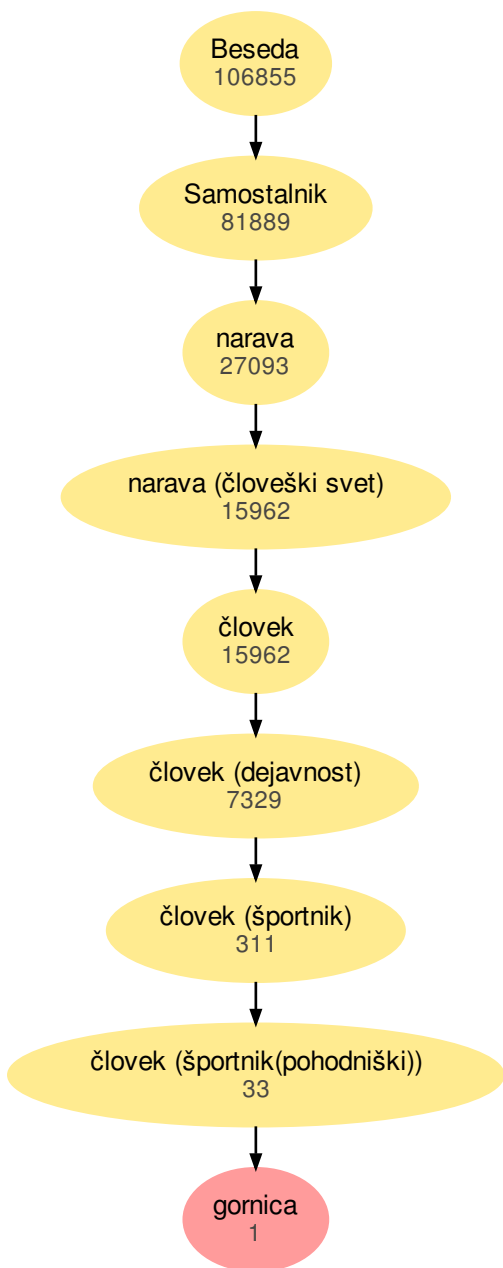 Beseda
106855
Samostalnik
81889
narava
27093
narava (človeški svet)
15962
človek
15962
človek (dejavnost)
7329
človek (športnik)
311
človek (športnik(pohodniški))
33
gornica
1